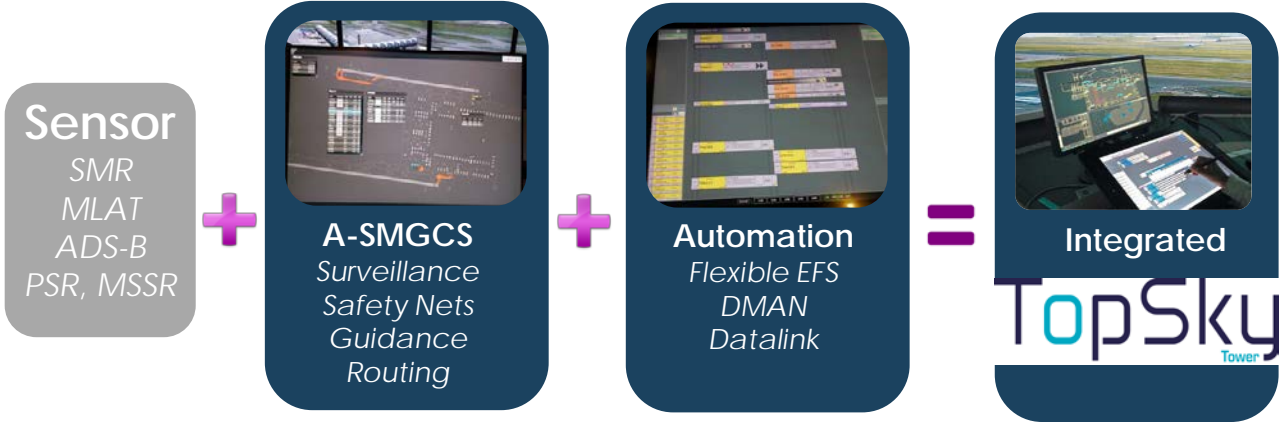 Sensor
SMR
MLAT
ADS-B
PSR, MSSR
A-SMGCS
Surveillance
Safety Nets
Guidance
Routing
Automation
Flexible EFS
DMAN
Datalink
Integrated
TopSky
Tower